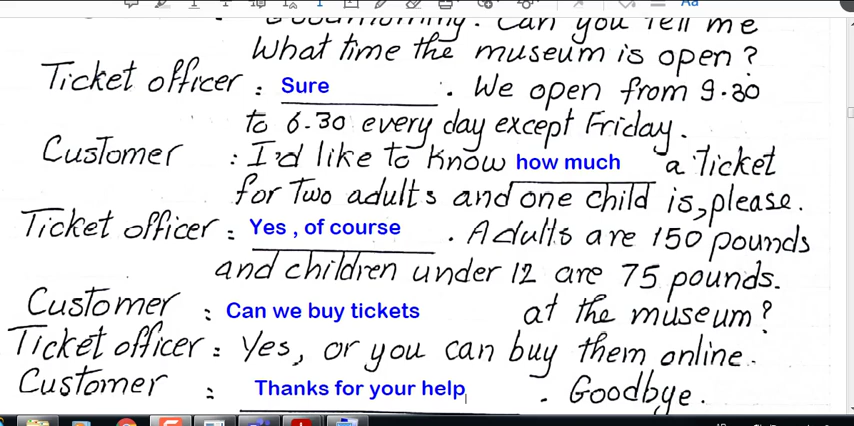 Goodmorning. Can you tell me
What time the museum is open?
Ticket officer : Sure . We open from 9.30
to 6.30 every day except Friday.
Customer : I'd like to know how much a Ticket
for Two adults and one child is, please.
Ticket officer : Yes , of course . Adults are 150 pounds
and children under 12 are 75 pounds.
Customer : Can we buy tickets at the museum?
Ticket officer : Yes, or you can buy them online.
Customer : Thanks for your help . Goodbye.